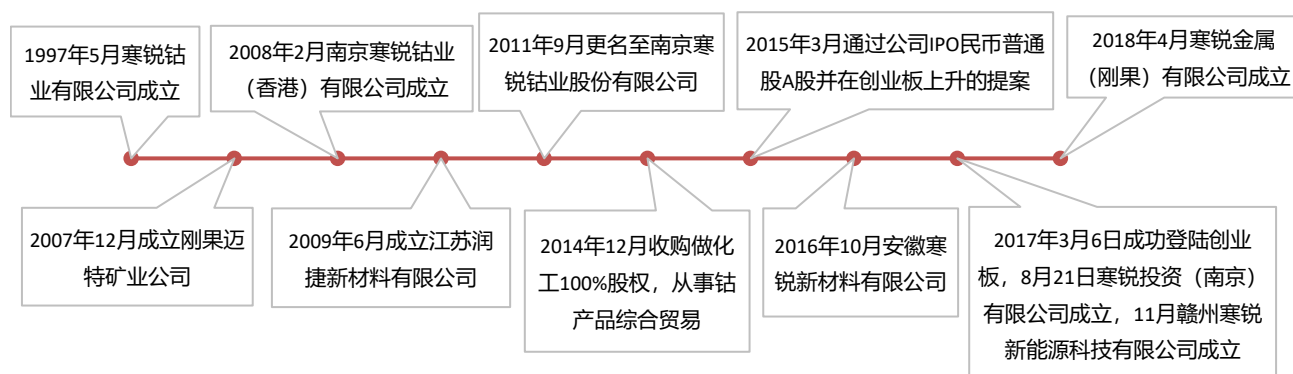 1997年5月寒锐钴
业有限公司成立
2008年2月南京寒锐钴业
（香港）有限公司成立
2011年9月更名至南京寒
锐钴业股份有限公司
2015年3月通过公司IPO民币普通
股A股并在创业板上升的提案
2018年4月寒锐金属
（刚果）有限公司成立
2007年12月成立刚果迈
特矿业公司
2009年6月成立江苏润
捷新材料有限公司
2014年12月收购做化
工100%股权，从事钴
产品综合贸易
2016年10月安徽寒
锐新材料有限公司
2017年3月6日成功登陆创业
板，8月21日寒锐投资（南京）
有限公司成立，11月赣州寒锐
新能源科技有限公司成立